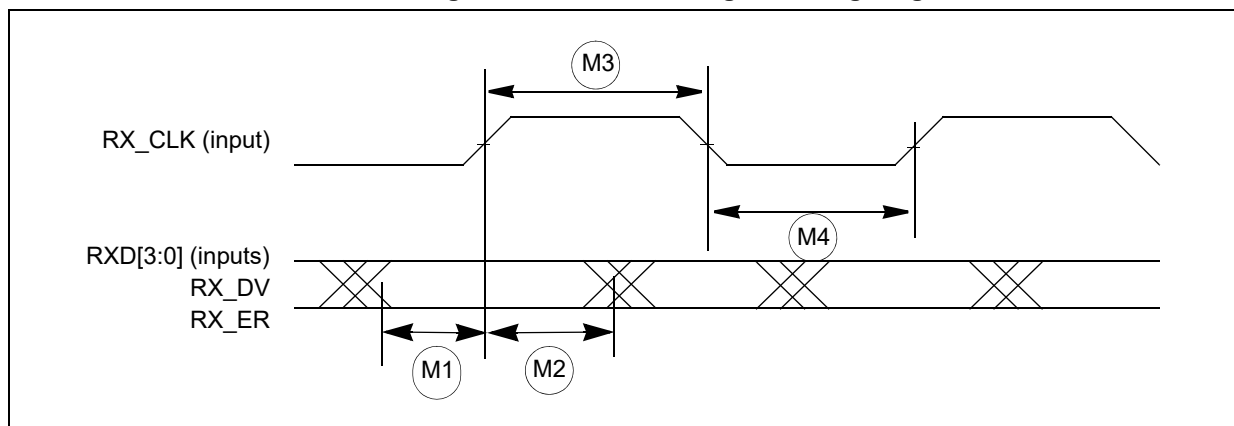 M3
RX_CLK (input)
M4
RXD[3:0] (inputs)
RX_DV
RX_ER
M1
M2